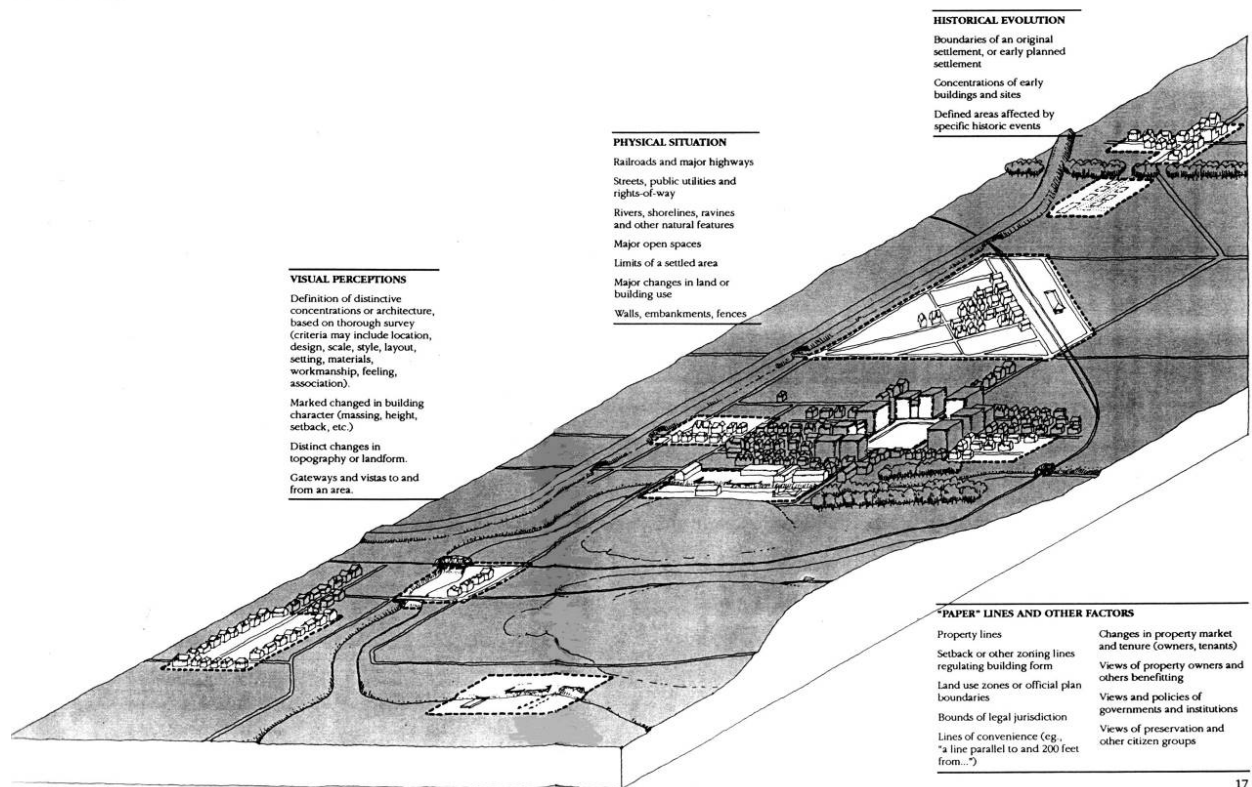 HISTORICAL EVOLUTION
Boundaries of an original
settlement, or early planned
settlement
Concentrations of early
buildings and sites
Defined areas affected by
specific historic events
PHYSICAL SITUATION
Railroads and major highways
Streets, public utilities and
rights-of-way
Rivers, shorelines, ravines
and other natural features
Major open spaces
Limits of a settled area
Major changes in land or
building use
Walls, embankments, fences
VISUAL PERCEPTIONS
Definition of distinctive
concentrations or architecture,
based on thorough survey
(criteria may include location,
design, scale, style, layout,
setting, materials,
workmanship, feeling,
association).
Marked changed in building
character (massing, height,
setback, etc.)
Distinct changes in
topography or landform.
Gateways and vistas to and
from an area.
"PAPER" LINES AND OTHER FACTORS
Property lines
Setback or other zoning lines
regulating building form
Land use zones or official plan
boundaries
Bounds of legal jurisdiction
Lines of convenience (eg.,
"a line parallel to and 200 feet
from...")
Changes in property market
and tenure (owners, tenants)
Views of property owners and
others benefitting
Views and policies of
governments and institutions
Views of preservation and
other citizen groups
17